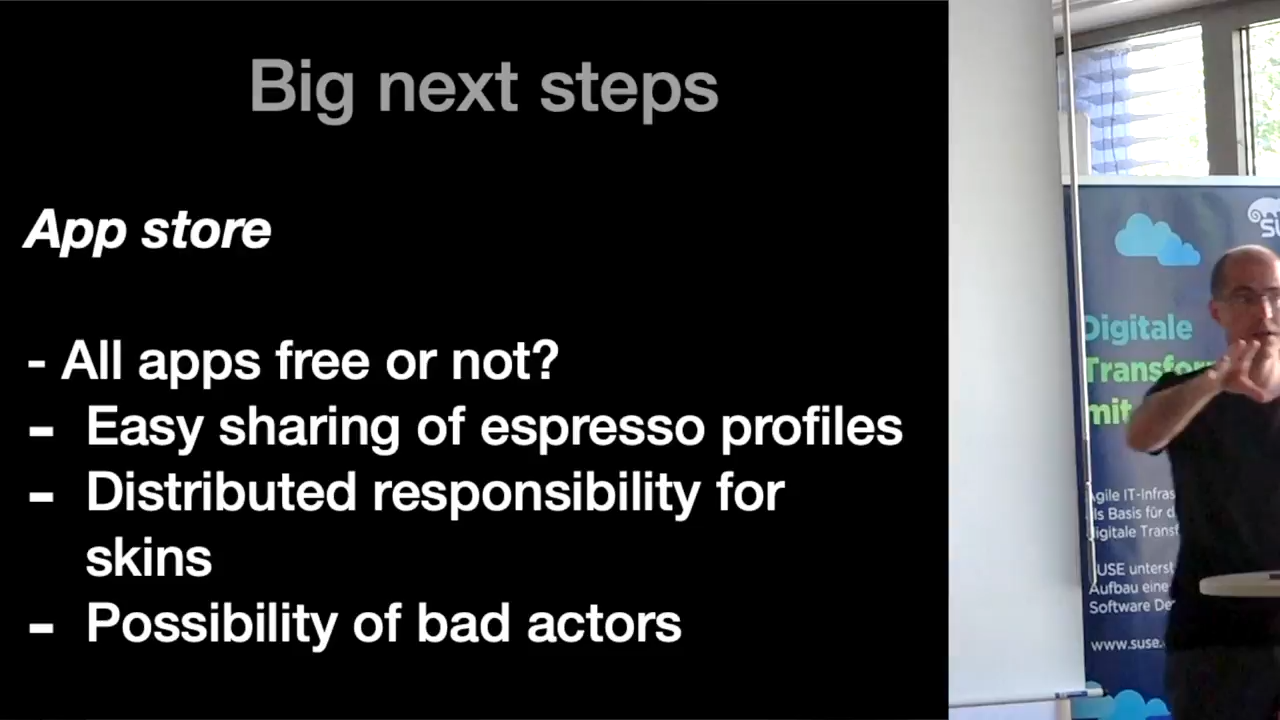 Big next steps
App store
- All apps free or not?
- Easy sharing of espresso profiles
- Distributed responsibility for
skins
- Possibility of bad actors
Digitale
mit
Agile IT-Infras
als Basis für d
digitale Transf
SUSE unterst
Aufbau eine
Software De
www.suse.